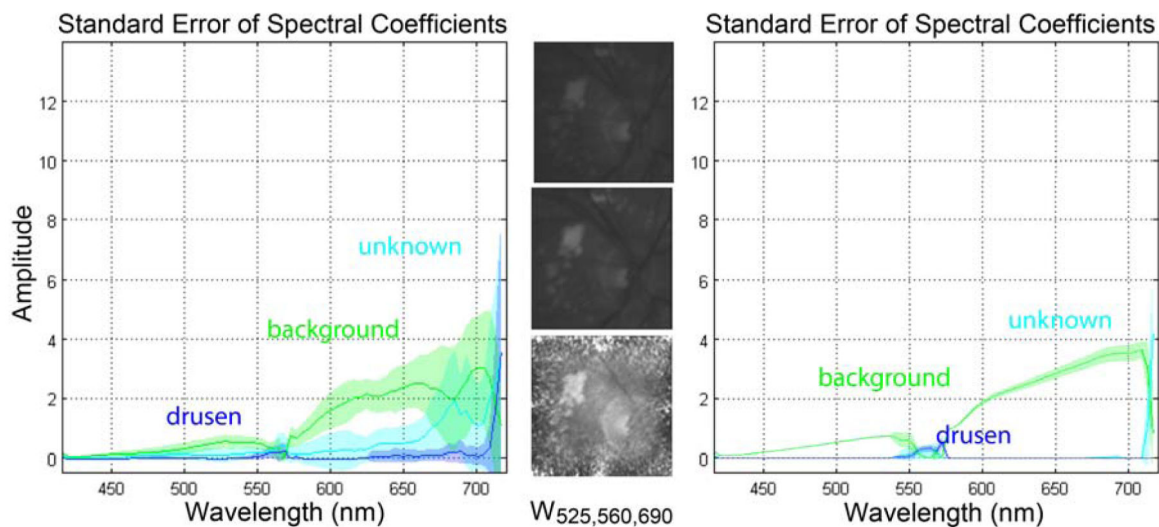 Standard Error of Spectral Coefficients
Amplitude
12
10
8
6
4
2
0
unknown
background
drusen
450 500 550 600 650 700
Wavelength (nm)
W525,560,690
Standard Error of Spectral Coefficients
12
10
8
6
4
2
0
unknown
background
drusen
450 500 550 600 650 700
Wavelength (nm)